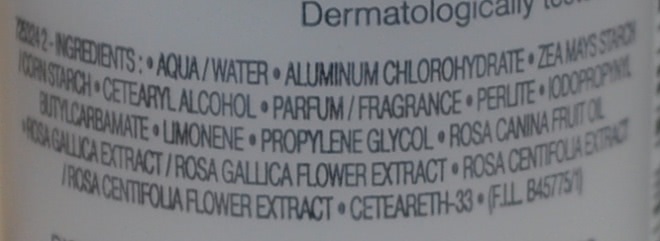 Dermatologically
2 - INGREDIENTS : • AQUA / WATER • ALUMINUM CHLOROHYDRATE • ZEA MAYS STARCH
/ CORN STARCH • CETEARYL ALCOHOL • PARFUM / FRAGRANCE • PERLITE • IODOPROPYNYL
BUTYLCARBAMATE • LIMONENE • PROPYLENE GLYCOL • ROSA CANINA FRUIT OIL
• ROSA GALLICA EXTRACT / ROSA GALLICA FLOWER EXTRACT • ROSA CENTIFOLIA EXTRACT
/ ROSA CENTIFOLIA FLOWER EXTRACT • CETEARETH-33 • (F.I.L. B45775/1)